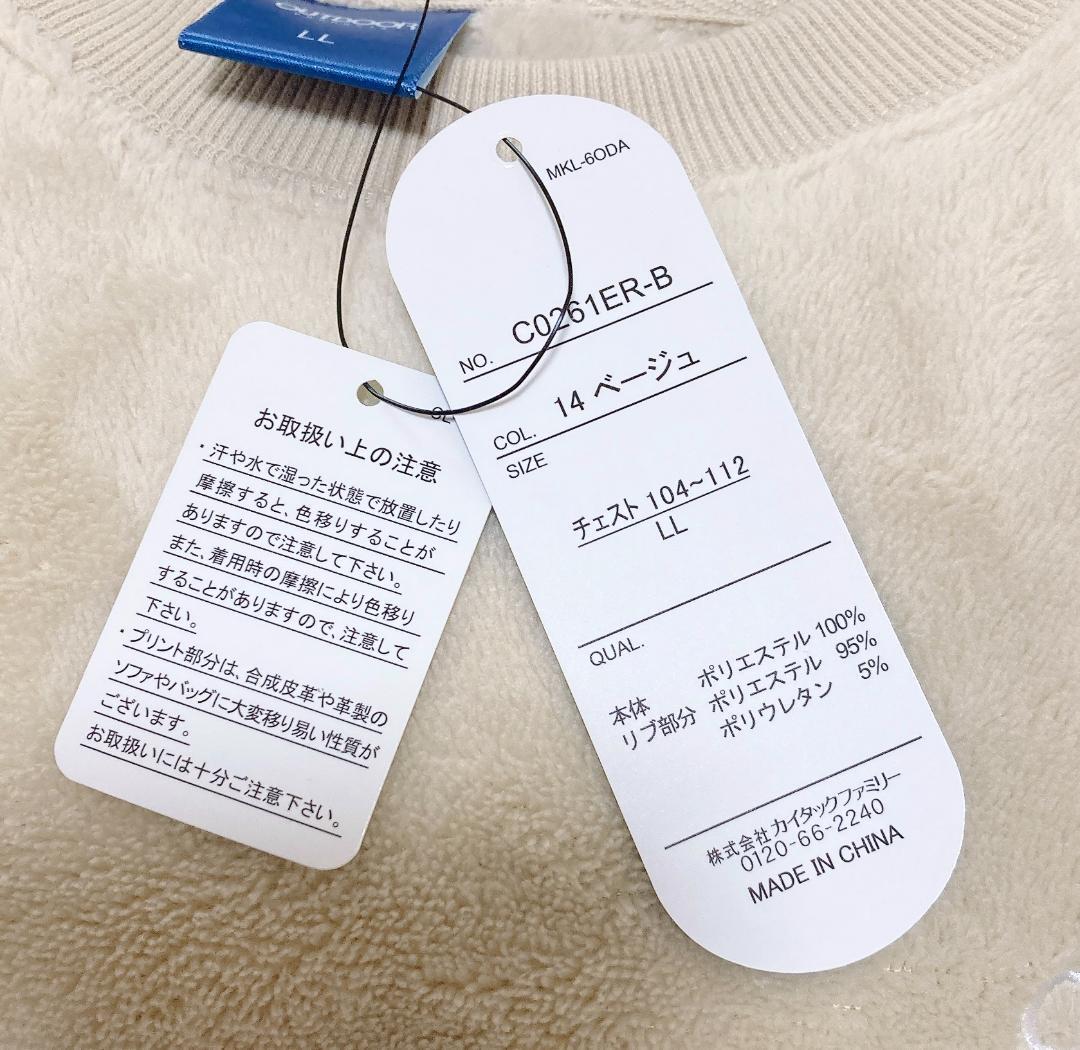 OUTDOOR
LL
MKL-6ODA
NO. C0261ER-B
COL. 14 ベージュ
SIZE
チェスト 104~112
LL
QUAL.
本体 ポリエステル 100%
リブ部分 ポリエステル 95%
ポリウレタン 5%
株式会社カイタックファミリー
0120-66-2240
MADE IN CHINA
お取扱い上の注意
・汗や水で湿った状態で放置したり
摩擦すると、色移りすることが
ありますので注意して下さい。
また、着用時の摩擦により色移り
することがありますので、注意して
下さい。
・プリント部分は、合成皮革や革製の
ソファやバッグに大変移り易い性質が
ございます。
お取扱いには十分ご注意下さい。